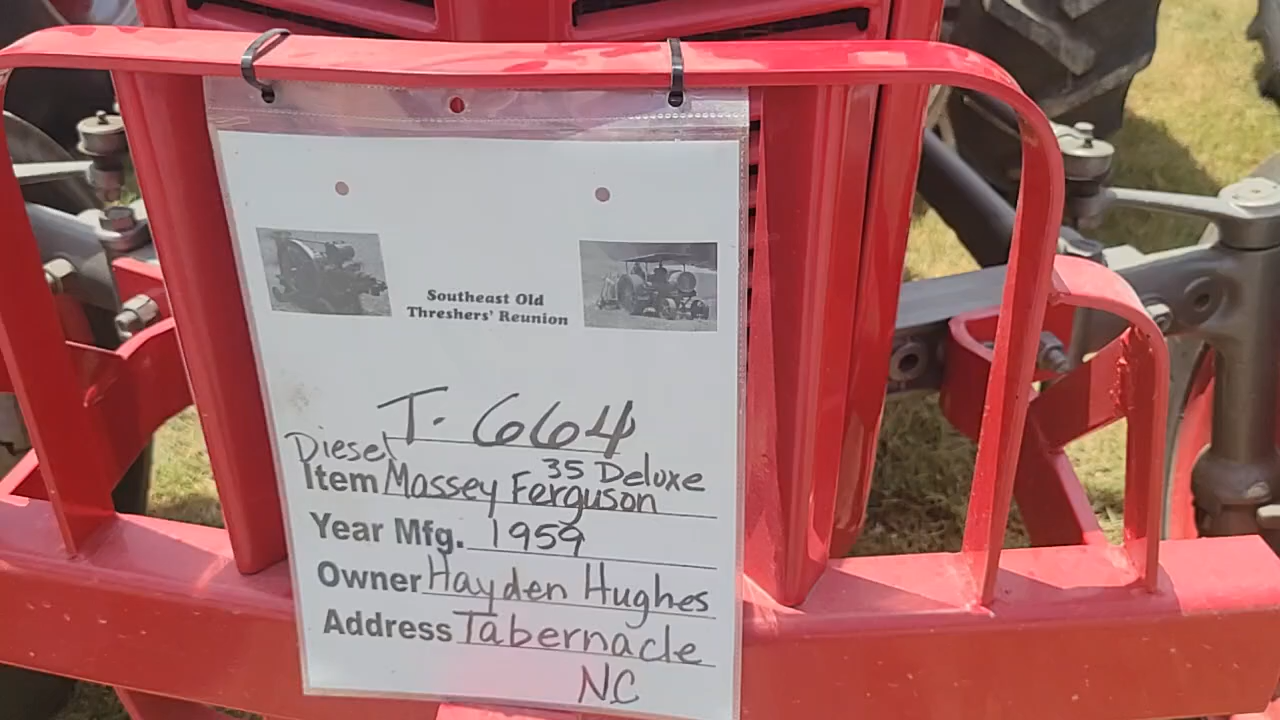 Southeast Old
Threshers' Reunion
T-664
Diesel 35 Deluxe
Item Massey Ferguson
Year Mfg. 1959
Owner Hayden Hughes
Address Tabernacle
NC